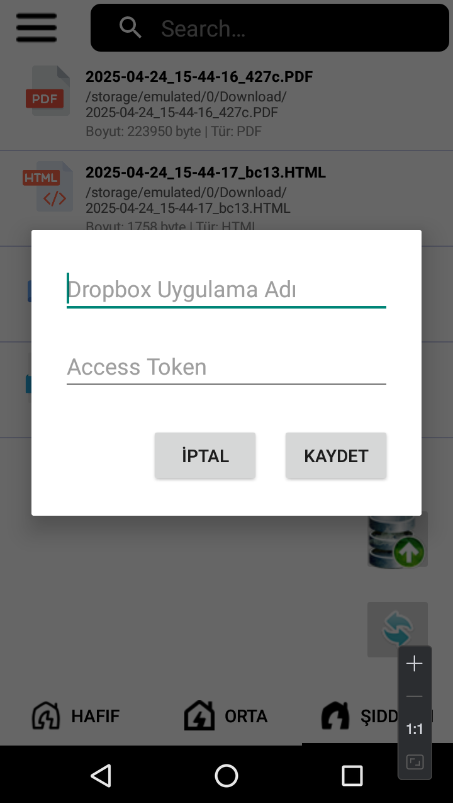 Search...
PDF
2025-04-24_15-44-16_427c.PDF
/storage/emulated/0/Download/
2025-04-24_15-44-16_427c.PDF
Boyut: 223950 byte | Tür: PDF
HTML
2025-04-24_15-44-17_bc13.HTML
/storage/emulated/0/Download/
2025-04-24_15-44-17_bc13.HTML
Boyut: 1758 byte | Tür: HTML
Dropbox Uygulama Adı
Access Token
İPTAL
KAYDET
HAFIF
ORTA
1:1